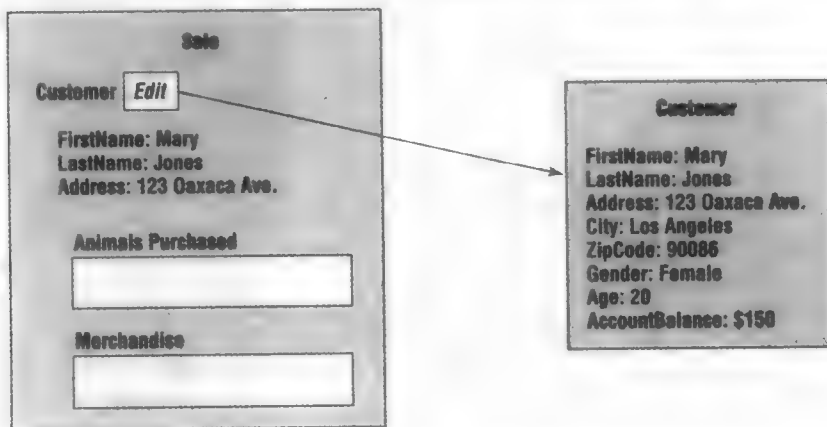 Sale
Customer Edit
FirstName: Mary
LastName: Jones
Address: 123 Oaxaca Ave.
Animals Purchased
Merchandise
Customer
FirstName: Mary
LastName: Jones
Address: 123 Oaxaca Ave.
City: Los Angeles
ZipCode: 90086
Gender: Female
Age: 20
AccountBalance: $150